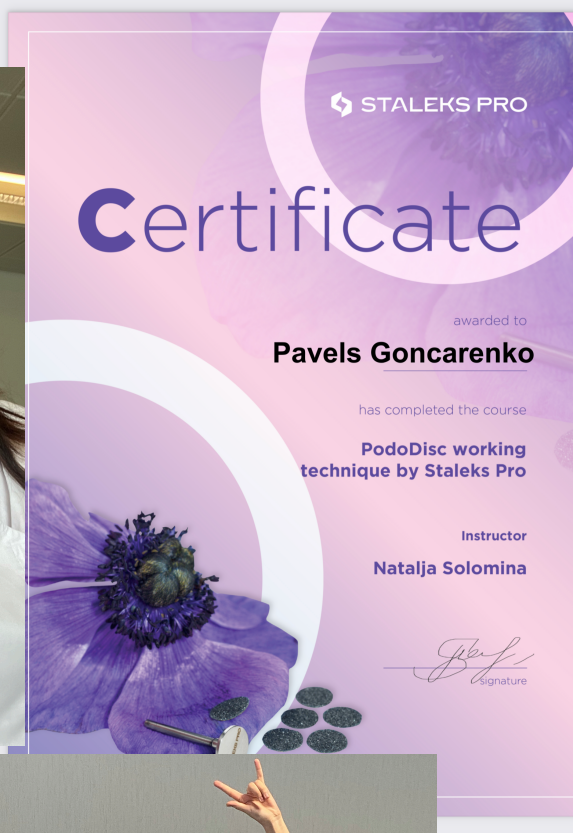 STALEKS PRO
Certificate
awarded to
Pavels Goncarenko
has completed the course
PodoDisc working
technique by Staleks Pro
Instructor
Natalja Solomina
signature